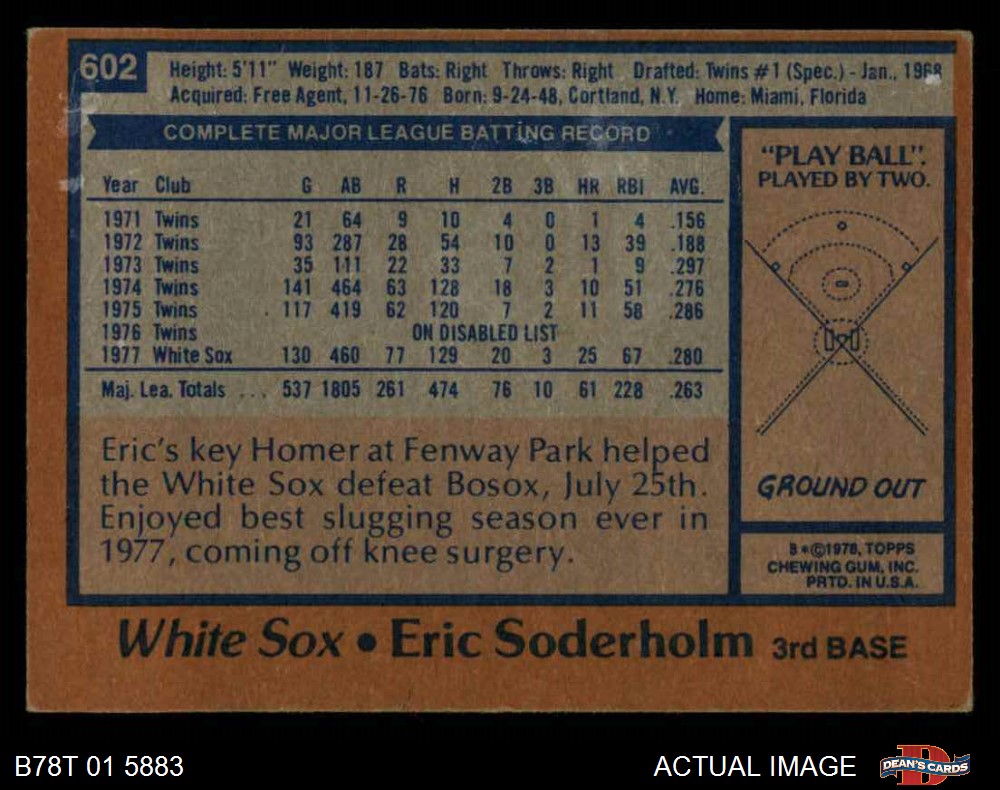 602
Height: 5'11" Weight: 187 Bats: Right Throws: Right Drafted: Twins #1 (Spec.) - Jan., 1968
Acquired: Free Agent, 11-26-76 Born: 9-24-48, Cortland, N.Y. Home: Miami, Florida
COMPLETE MAJOR LEAGUE BATTING RECORD
Year Club G AB R H 2B 3B HR RBI AVG.
1971 Twins 21 64 9 10 4 0 1 4 .156
1972 Twins 93 287 28 54 10 0 13 39 .188
1973 Twins 35 111 22 33 7 2 1 9 .297
1974 Twins 141 464 63 128 18 3 10 51 .276
1975 Twins 117 419 62 120 7 2 11 58 .286
1976 Twins ON DISABLED LIST
1977 White Sox 130 460 77 129 20 3 25 67 .280
Maj. Lea. Totals ... 537 1805 261 474 76 10 61 228 .263
Eric's key Homer at Fenway Park helped
the White Sox defeat Bosox, July 25th.
Enjoyed best slugging season ever in
1977, coming off knee surgery.
"PLAY BALL".
PLAYED BY TWO.
GROUND OUT
B*©1978, TOPPS
CHEWING GUM, INC.
PRTD. IN U.S.A.
White Sox • Eric Soderholm 3rd BASE
B78T 01 5883
ACTUAL IMAGE
D
DEAN'S CARDS